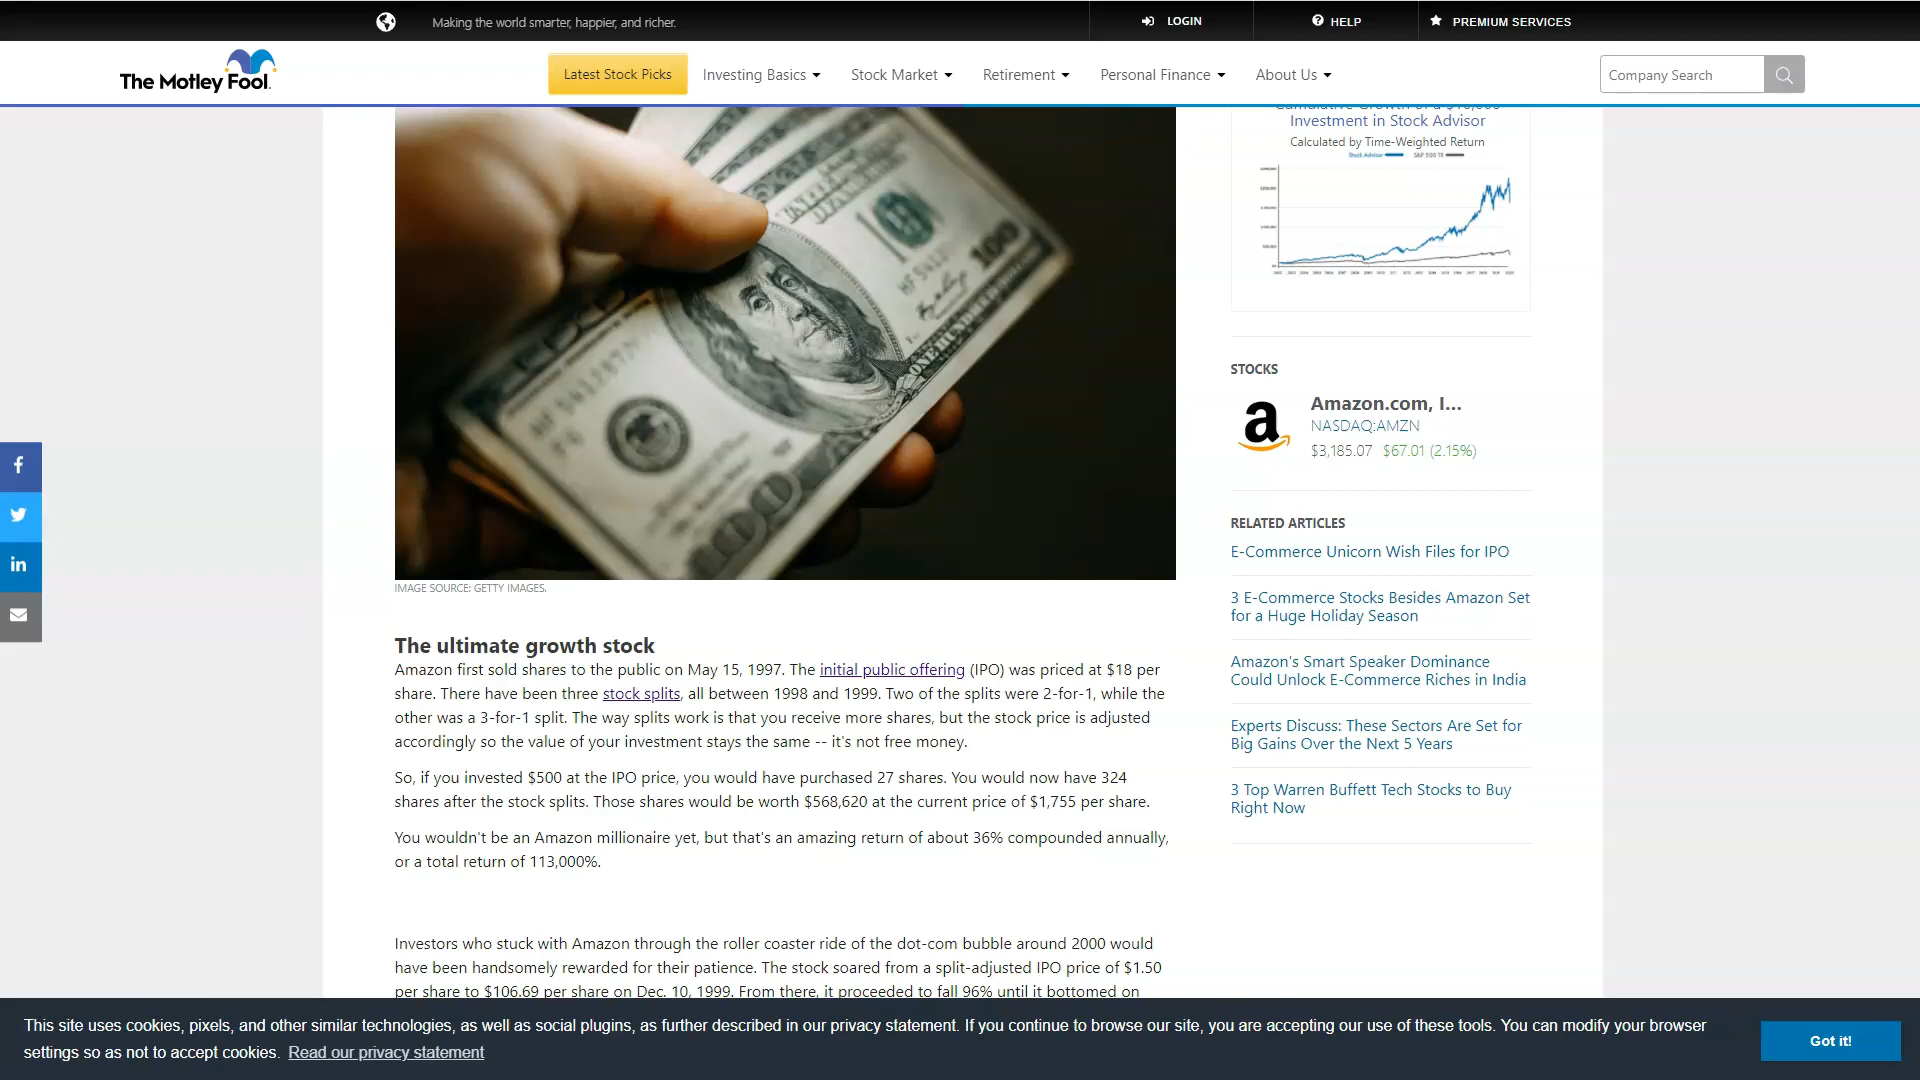 Making the world smarter, happier, and richer.
LOGIN
HELP
PREMIUM SERVICES
The Motley Fool.
Latest Stock Picks
Investing Basics
Stock Market
Retirement
Personal Finance
About Us
Company Search
Investment in Stock Advisor
Calculated by Time-Weighted Return
Stock Advisor
S&P 500 TR
100
STOCKS
Amazon.com, I...
NASDAQ:AMZN
$3,185.07 $67.01 (2.15%)
RELATED ARTICLES
E-Commerce Unicorn Wish Files for IPO
3 E-Commerce Stocks Besides Amazon Set
for a Huge Holiday Season
Amazon's Smart Speaker Dominance
Could Unlock E-Commerce Riches in India
Experts Discuss: These Sectors Are Set for
Big Gains Over the Next 5 Years
3 Top Warren Buffett Tech Stocks to Buy
Right Now
IMAGE SOURCE: GETTY IMAGES.
The ultimate growth stock
Amazon first sold shares to the public on May 15, 1997. The initial public offering (IPO) was priced at $18 per
share. There have been three stock splits, all between 1998 and 1999. Two of the splits were 2-for-1, while the
other was a 3-for-1 split. The way splits work is that you receive more shares, but the stock price is adjusted
accordingly so the value of your investment stays the same -- it's not free money.
So, if you invested $500 at the IPO price, you would have purchased 27 shares. You would now have 324
shares after the stock splits. Those shares would be worth $568,620 at the current price of $1,755 per share.
You wouldn't be an Amazon millionaire yet, but that's an amazing return of about 36% compounded annually,
or a total return of 113,000%.
Investors who stuck with Amazon through the roller coaster ride of the dot-com bubble around 2000 would
have been handsomely rewarded for their patience. The stock soared from a split-adjusted IPO price of $1.50
per share to $106.69 per share on Dec. 10, 1999. From there, it proceeded to fall 96% until it bottomed on
This site uses cookies, pixels, and other similar technologies, as well as social plugins, as further described in our privacy statement. If you continue to browse our site, you are accepting our use of these tools. You can modify your browser
settings so as not to accept cookies. Read our privacy statement
Got it!